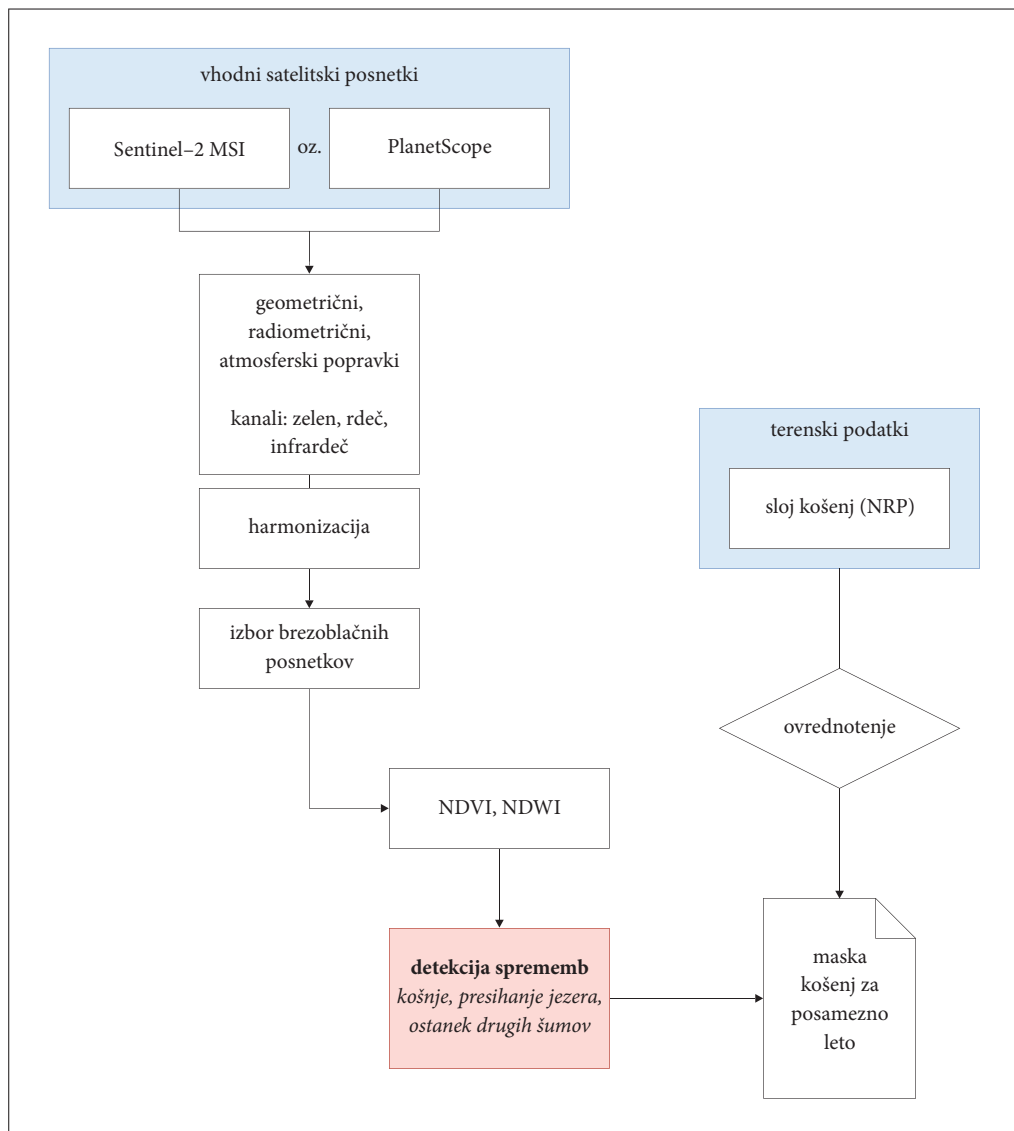 vhodni satelitski posnetki
Sentinel–2 MSI
oz.
PlanetScope
geometrični,
radiometrični,
atmosferski popravki
kanali: zelen, rdeč,
infrardeč
harmonizacija
izbor brezoblačnih
posnetkov
NDVI, NDWI
detekcija sprememb
košnje, presihanje jezera,
ostanek drugih šumov
terenski podatki
sloj košenj (NRP)
ovrednotenje
maska
košenj za
posamezno
leto